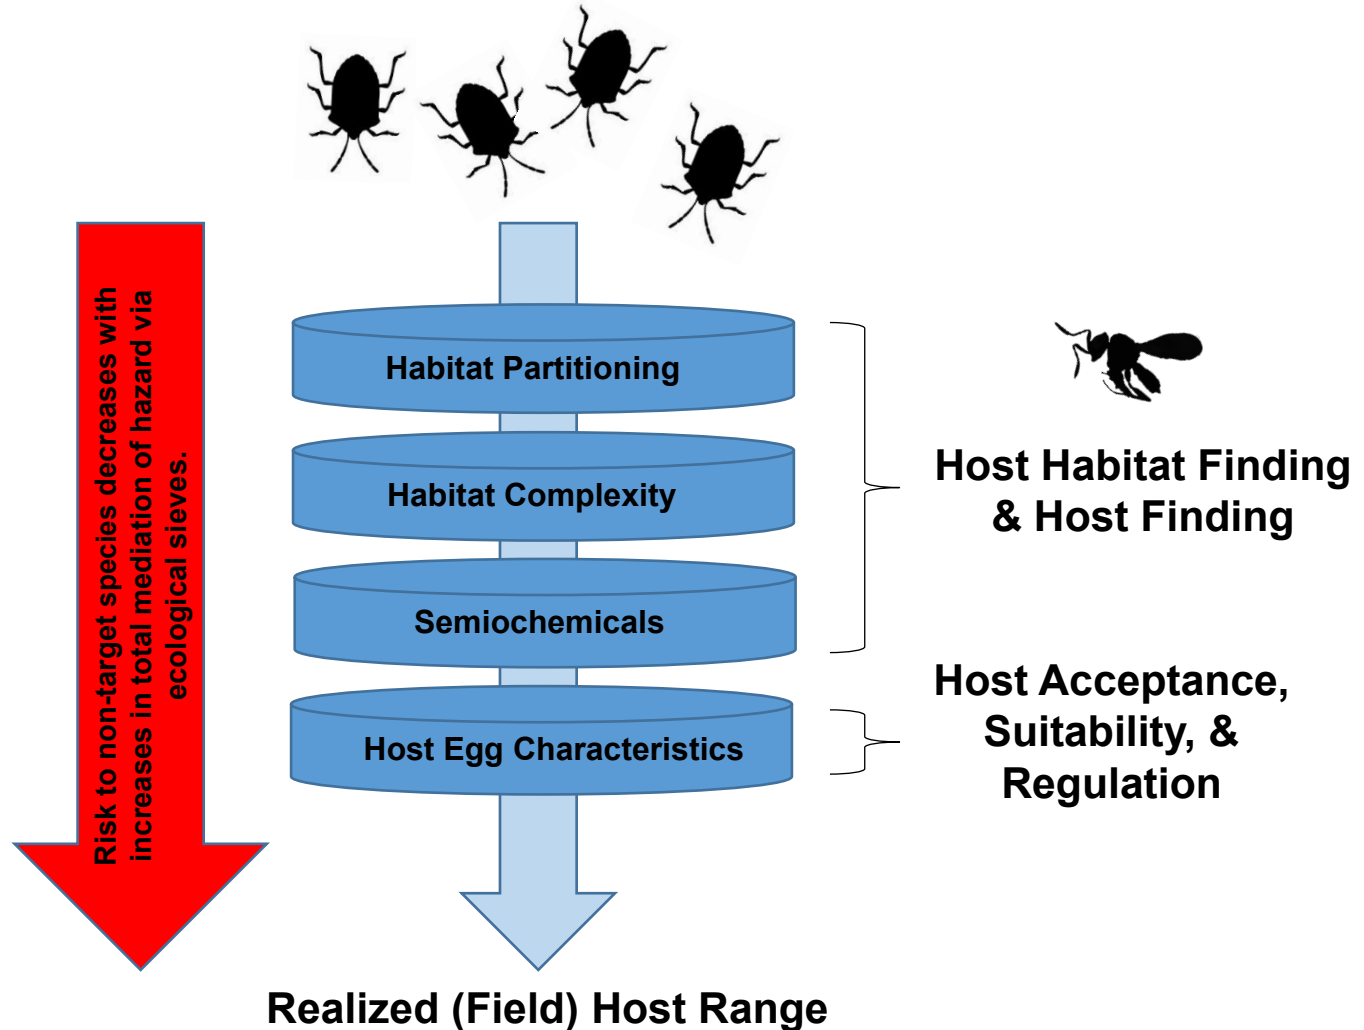 Risk to non-target species decreases with
increases in total mediation of hazard via
ecological sieves.
Habitat Partitioning
Habitat Complexity
Semiochemicals
Host Egg Characteristics
Host Habitat Finding
& Host Finding
Host Acceptance,
Suitability, &
Regulation
Realized (Field) Host Range